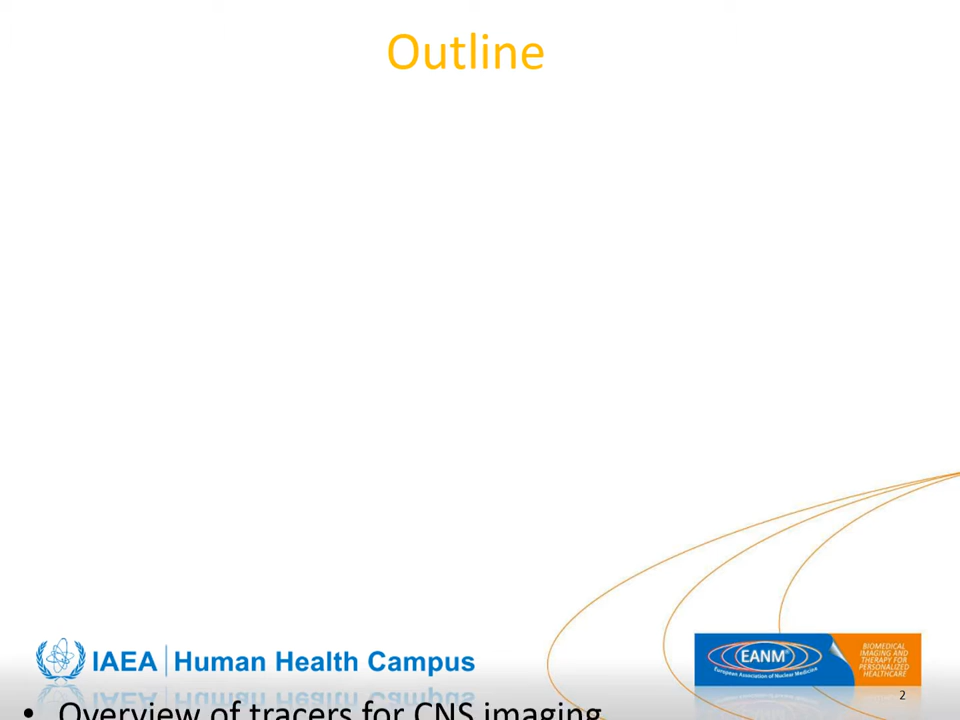 Outline
IAEA | Human Health Campus
EANM®
European Association of Nuclear Medicine
BIOMEDICAL
IMAGING AND
THERAPY FOR
PERSONALIZED
HEALTHCARE
2
• Overview of tracers for CNS imaging